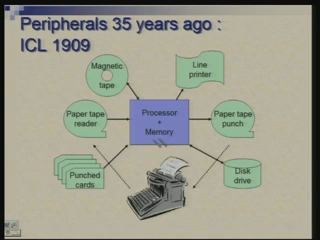 Peripherals 35 years ago :
ICL 1909
Magnetic
tape
Line
printer
Paper tape
reader
Processor
+
Memory
Paper tape
punch
Punched
cards
Disk
drive